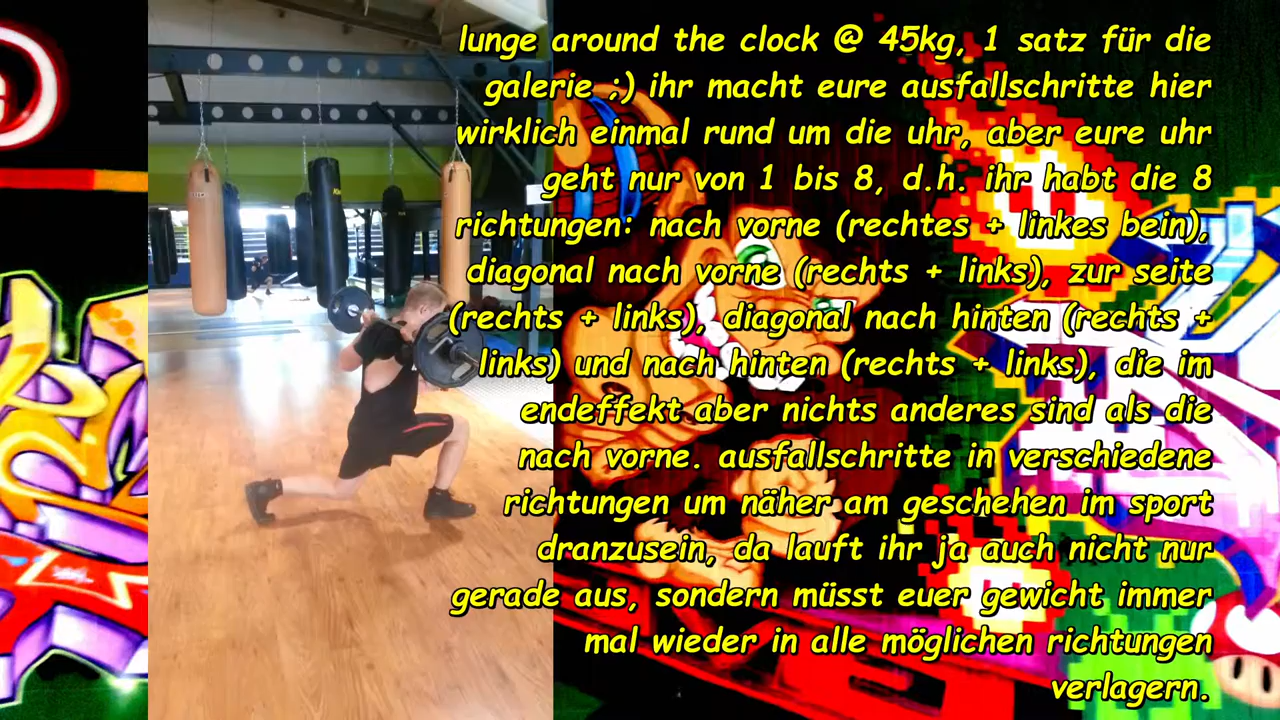 lunge around the clock @ 45kg, 1 satz für die
galerie ;) ihr macht eure ausfallschritte hier
wirklich einmal rund um die uhr, aber eure uhr
geht nur von 1 bis 8, d.h. ihr habt die 8
richtungen: nach vorne (rechtes + linkes bein),
diagonal nach vorne (rechts + links), zur seite
(rechts + links), diagonal nach hinten (rechts +
links) und nach hinten (rechts + links), die im
endeffekt aber nichts anderes sind als die
nach vorne. ausfallschritte in verschiedene
richtungen um näher am geschehen im sport
dranzusein, da lauft ihr ja auch nicht nur
gerade aus, sondern müsst euer gewicht immer
mal wieder in alle möglichen richtungen
verlagern.